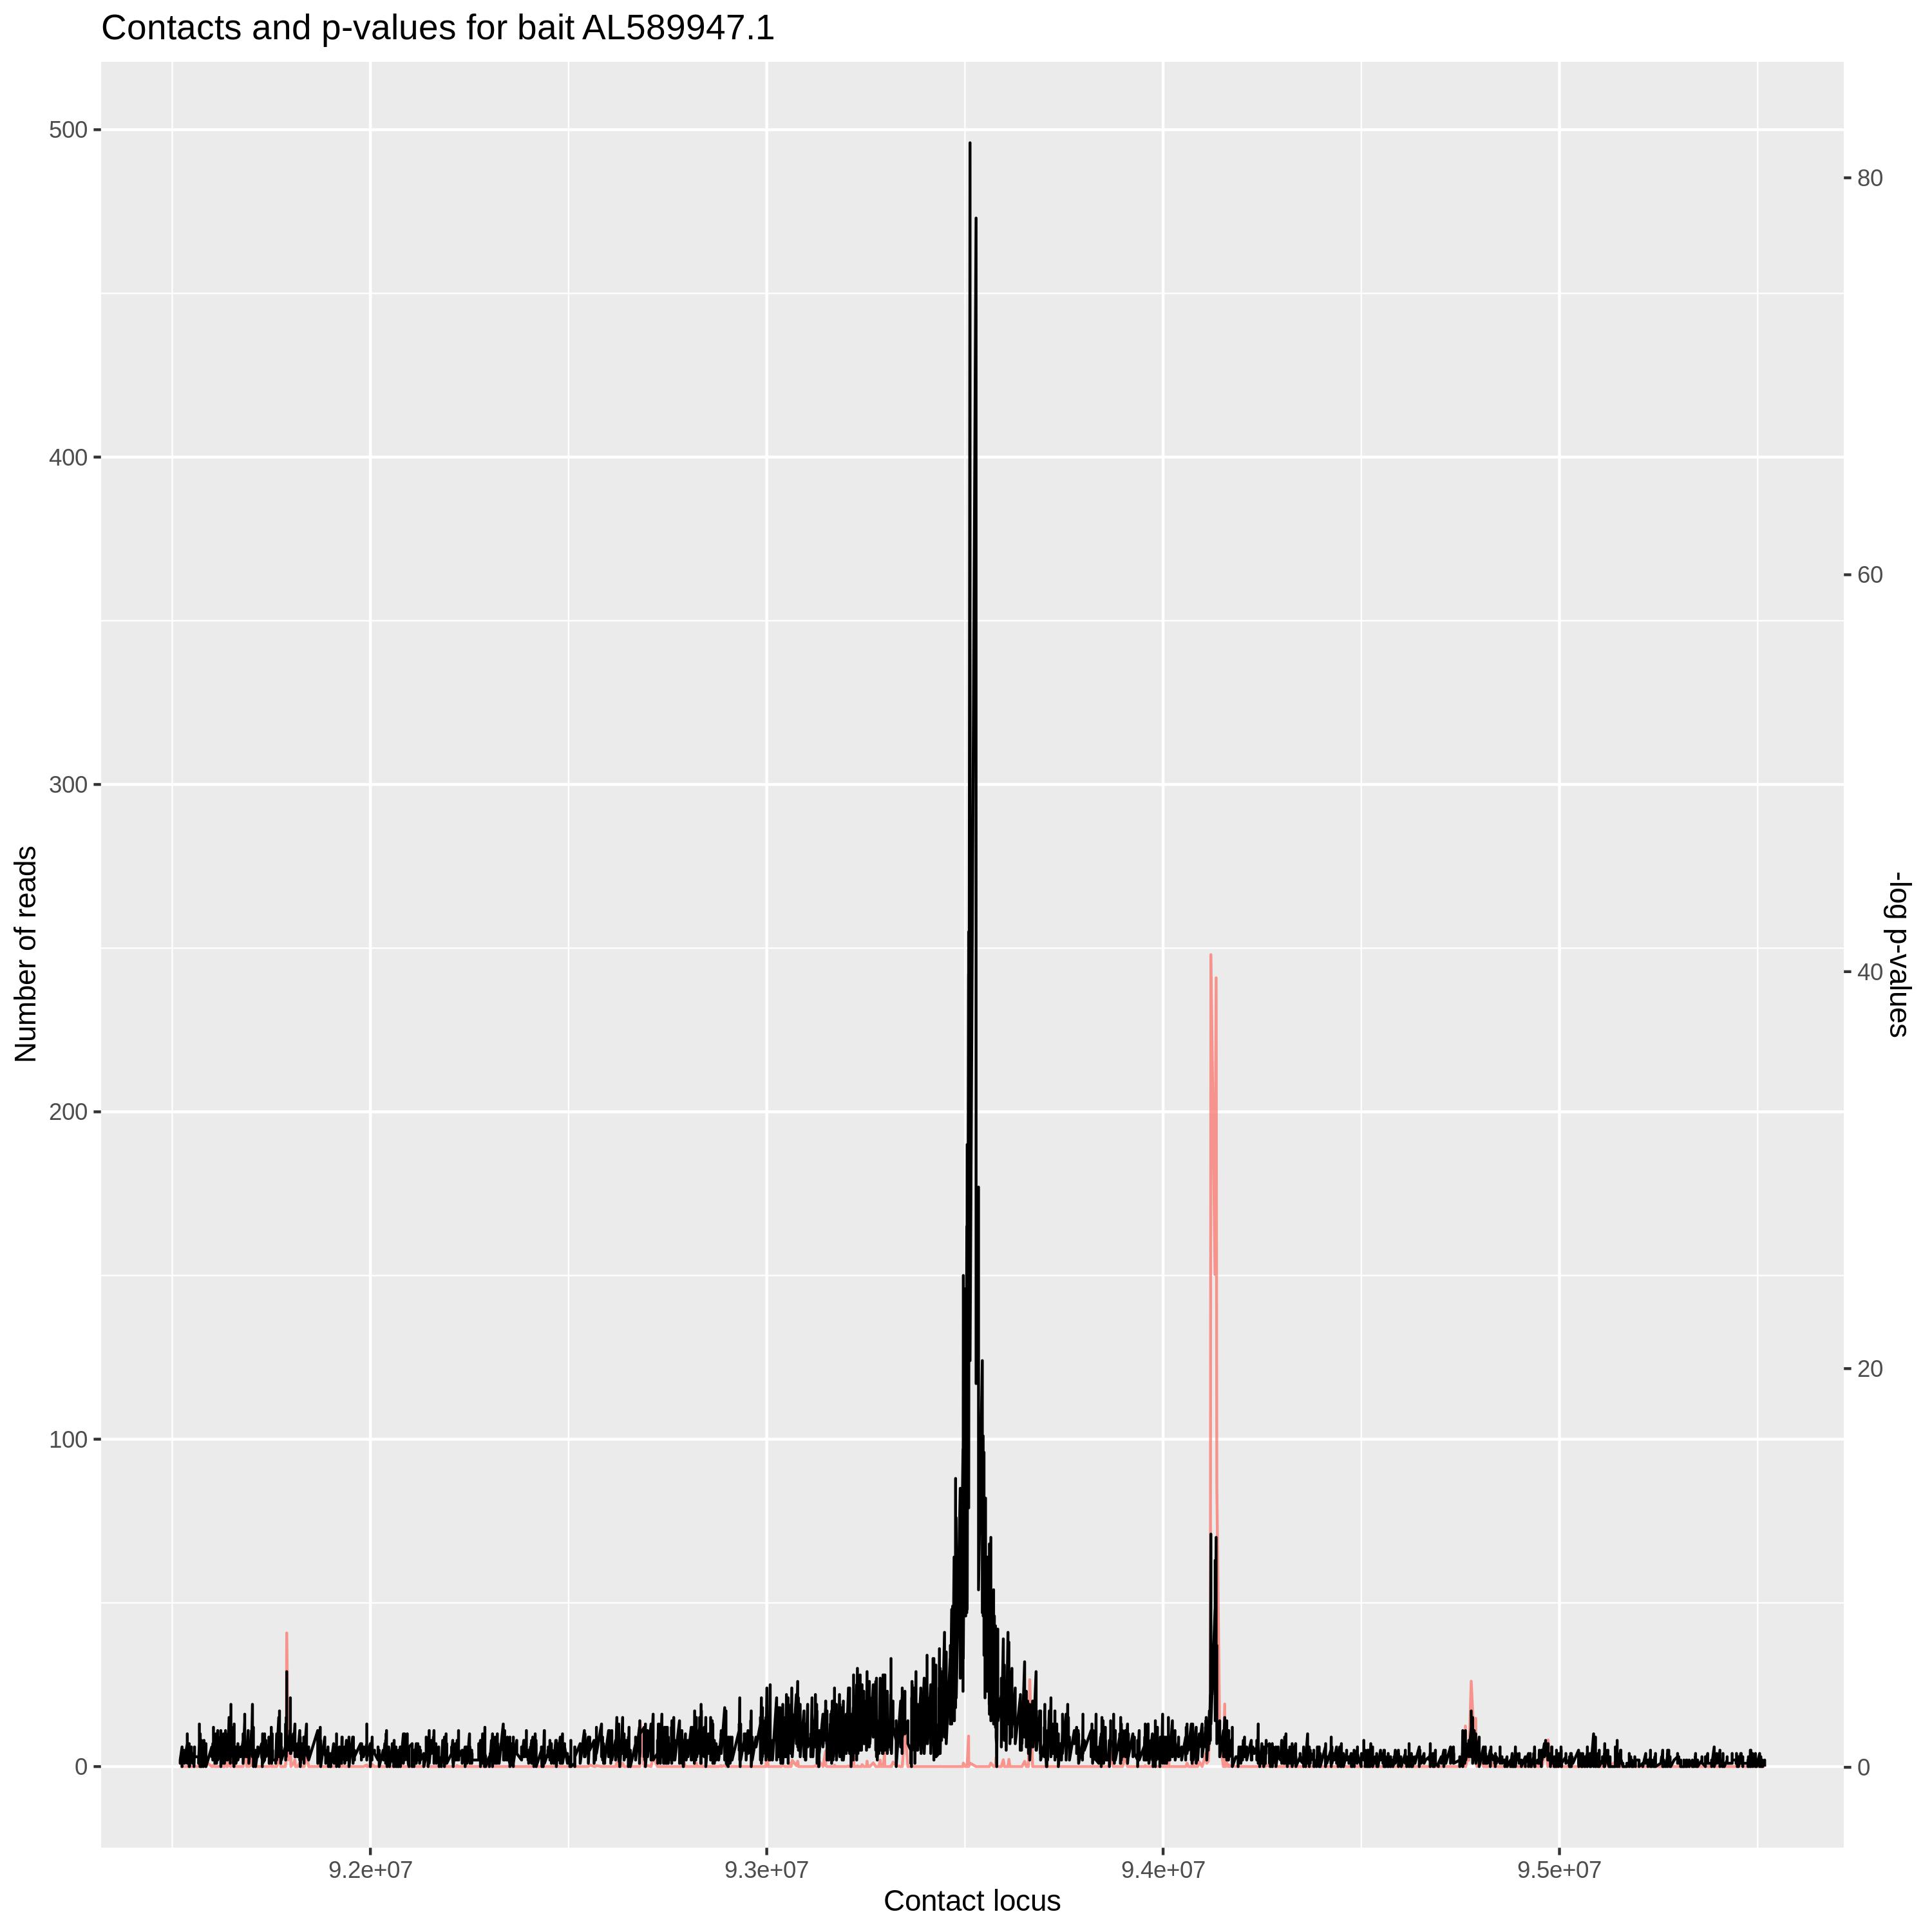 Contacts and p-values for bait AL589947.1
500
400
300
200
100
0
Number of reads
80
60
40
20
0
-log p-values
9.2e+07
9.3e+07
9.4e+07
9.5e+07
Contact locus